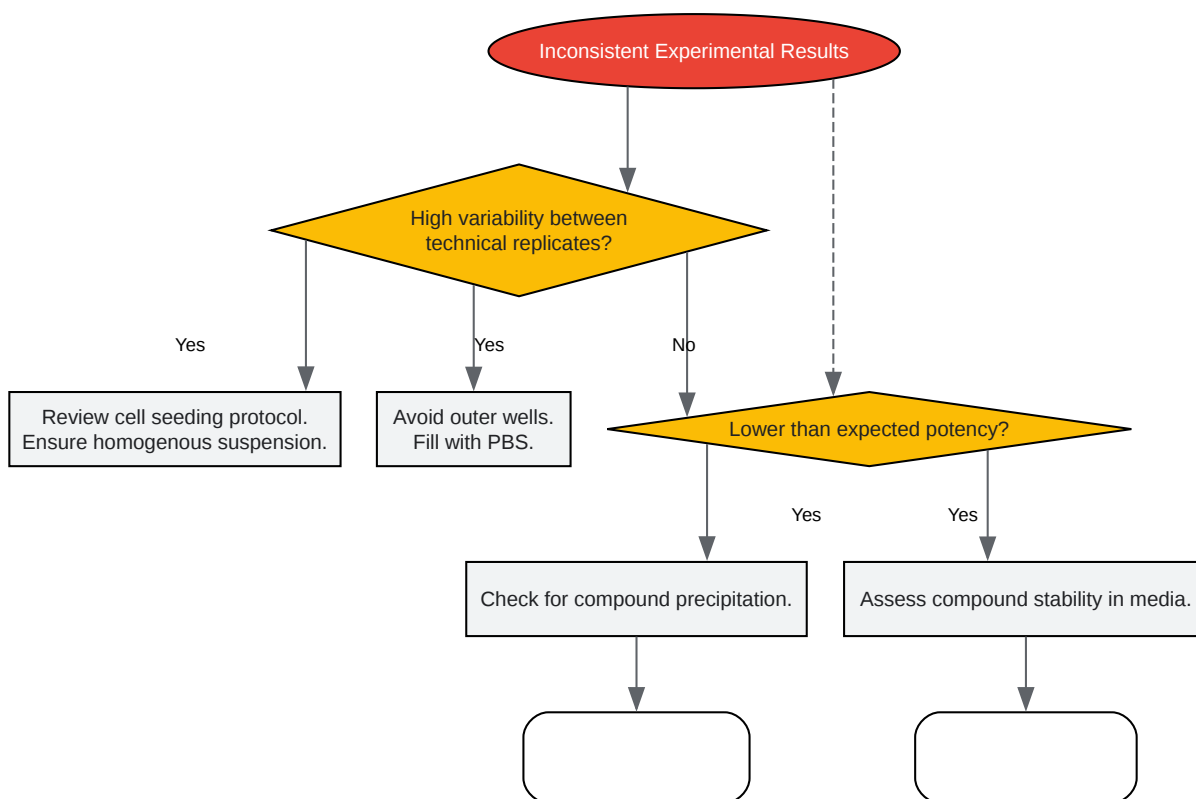 Inconsistent Experimental Results
High variability between
technical replicates?
Yes
Yes
No
Review cell seeding protocol.
Ensure homogenous suspension.
Avoid outer wells.
Fill with PBS.
Lower than expected potency?
Yes
Yes
Check for compound precipitation.
Assess compound stability in media.